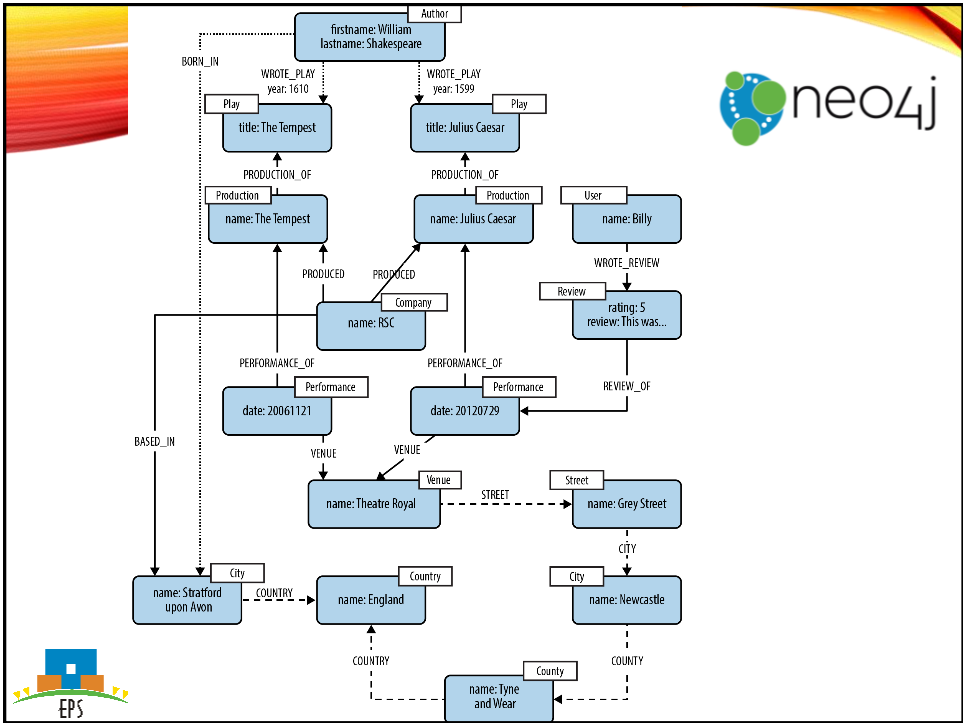 Author
firstname: William
lastname: Shakespeare
BORN_IN
WROTE_PLAY
year: 1610
WROTE_PLAY
year: 1599
neo4j
Play
title: The Tempest
Play
title: Julius Caesar
PRODUCTION_OF
PRODUCTION_OF
Production
name: The Tempest
Production
name: Julius Caesar
User
name: Billy
WROTE_REVIEW
PRODUCED
PRODUCED
Company
name: RSC
Review
rating: 5
review: This was...
PERFORMANCE_OF
PERFORMANCE_OF
REVIEW_OF
Performance
date: 20061121
Performance
date: 20120729
BASED_IN
VENUE
VENUE
Venue
name: Theatre Royal
STREET
Street
name: Grey Street
CITY
City
name: Stratford
upon Avon
COUNTRY
Country
name: England
City
name: Newcastle
COUNTRY
COUNTY
County
name: Tyne
and Wear
EPS